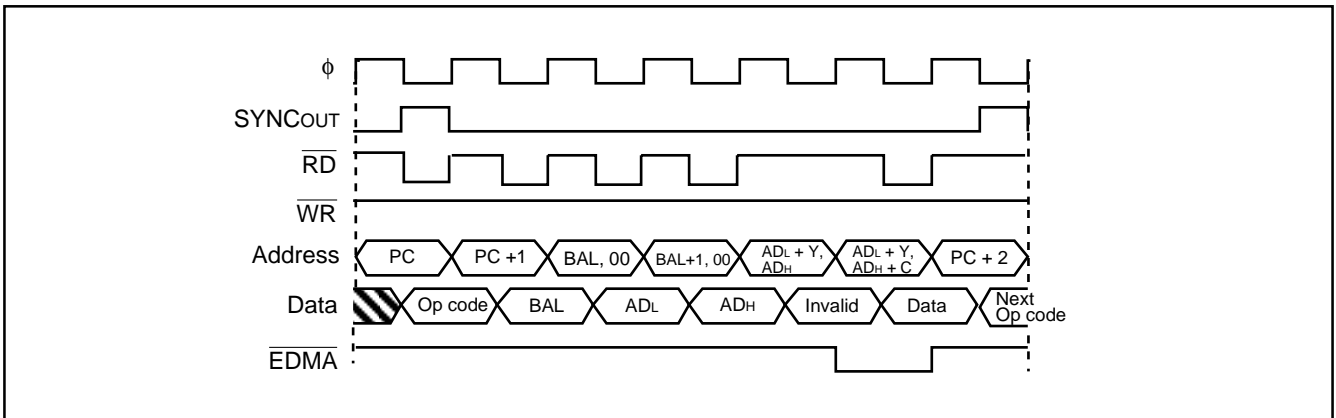 ϕ
SYNCOUT
RD
WR
Address
PC
PC +1
BAL, 00
BAL+1, 00
ADL + Y,
ADH
ADL + Y,
ADH + C
PC + 2
Data
Op code
BAL
ADL
ADH
Invalid
Data
Next
Op code
EDMA